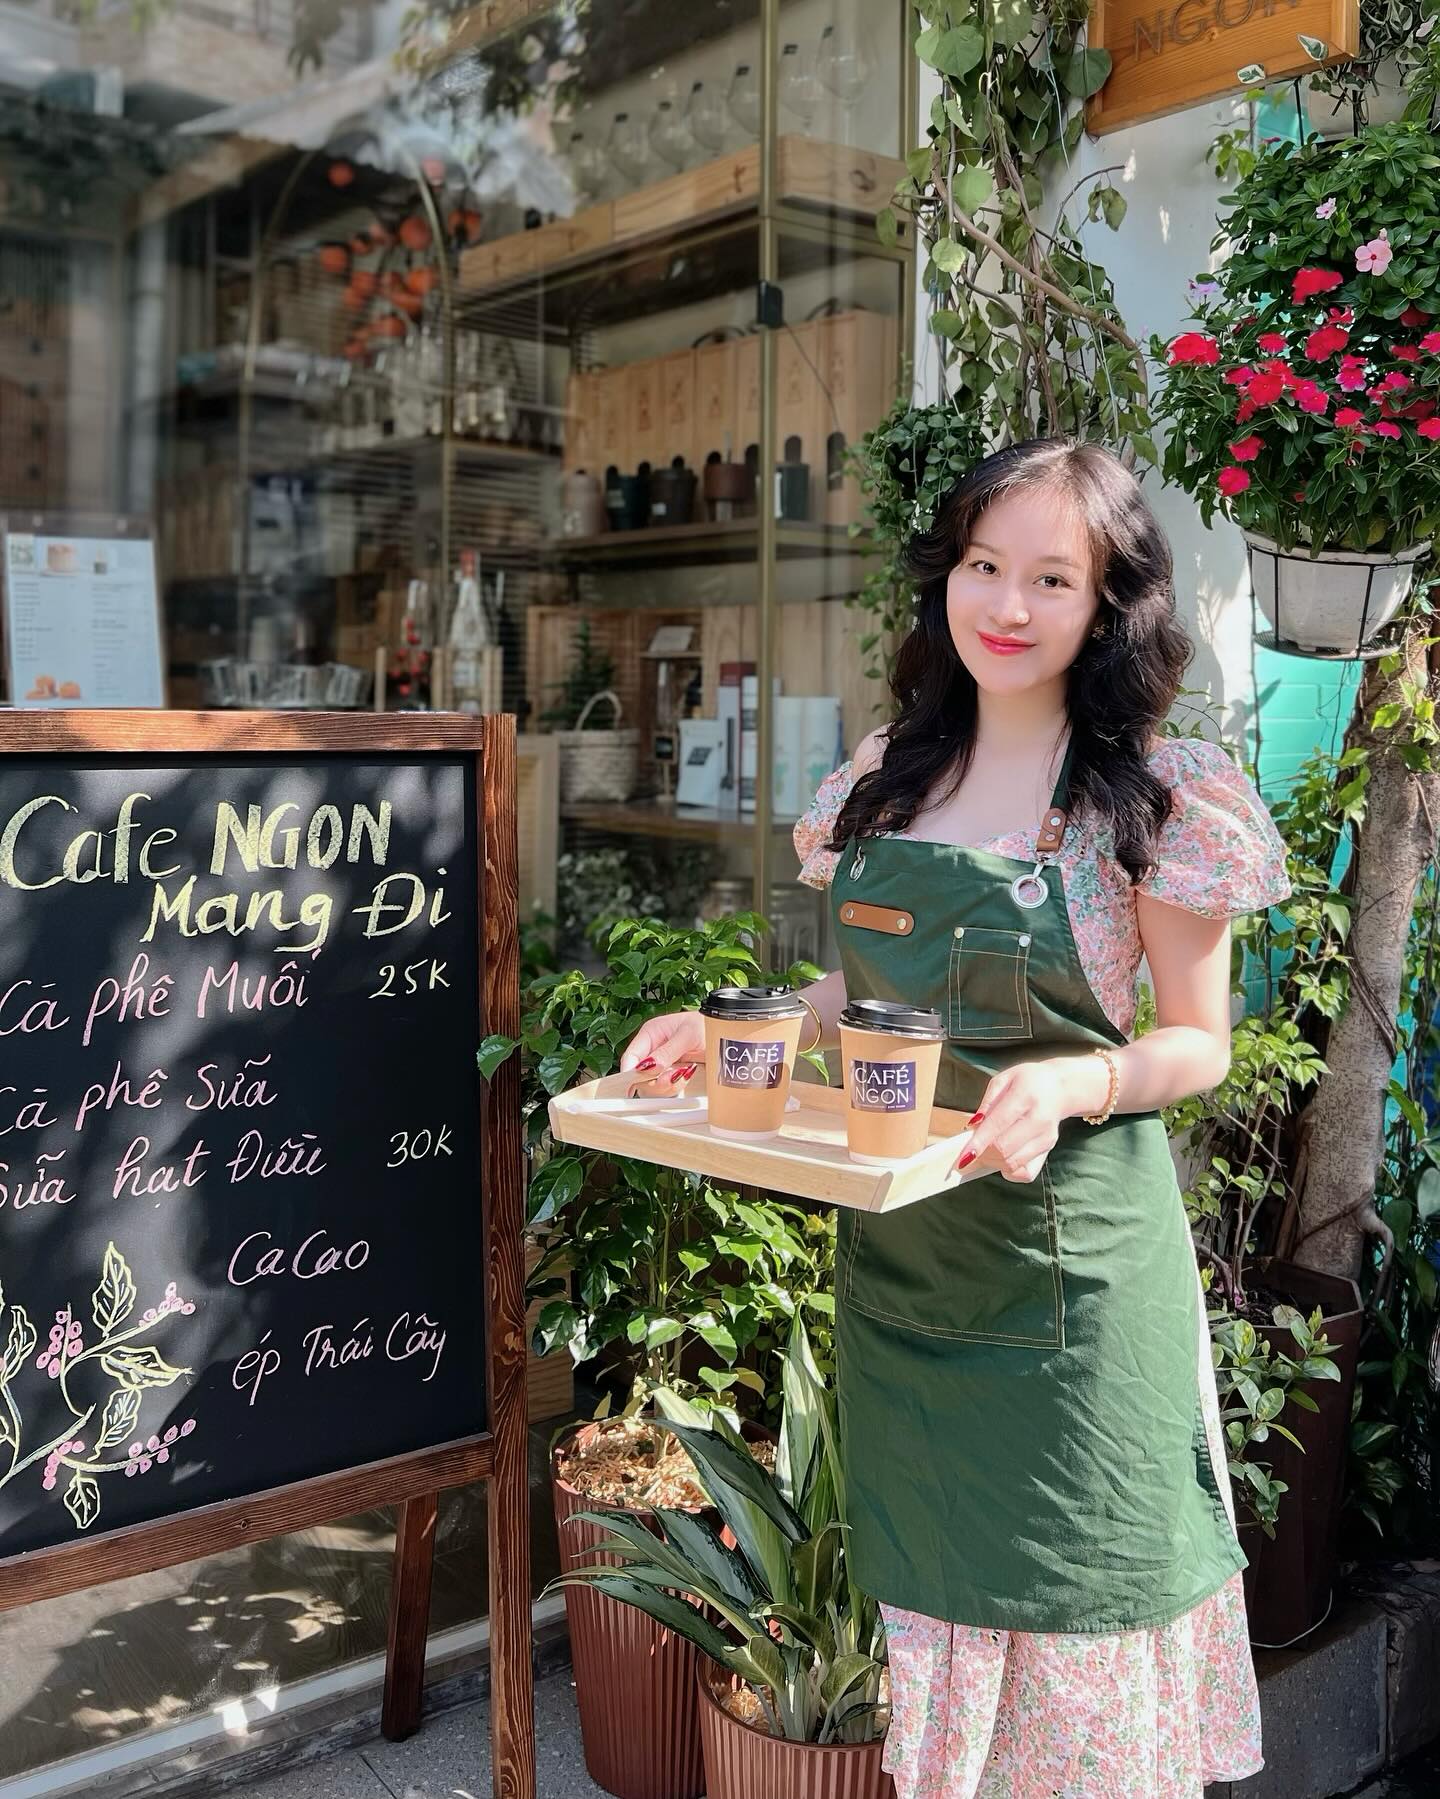 NGON
Cafe NGON
Mang Đi
Cà phê Muối 25K
Cà phê Sữa
Sữa hạt Điều 30K
CaCao
ép Trái Cây
CAFÉ
NGON
CAFÉ
NGON